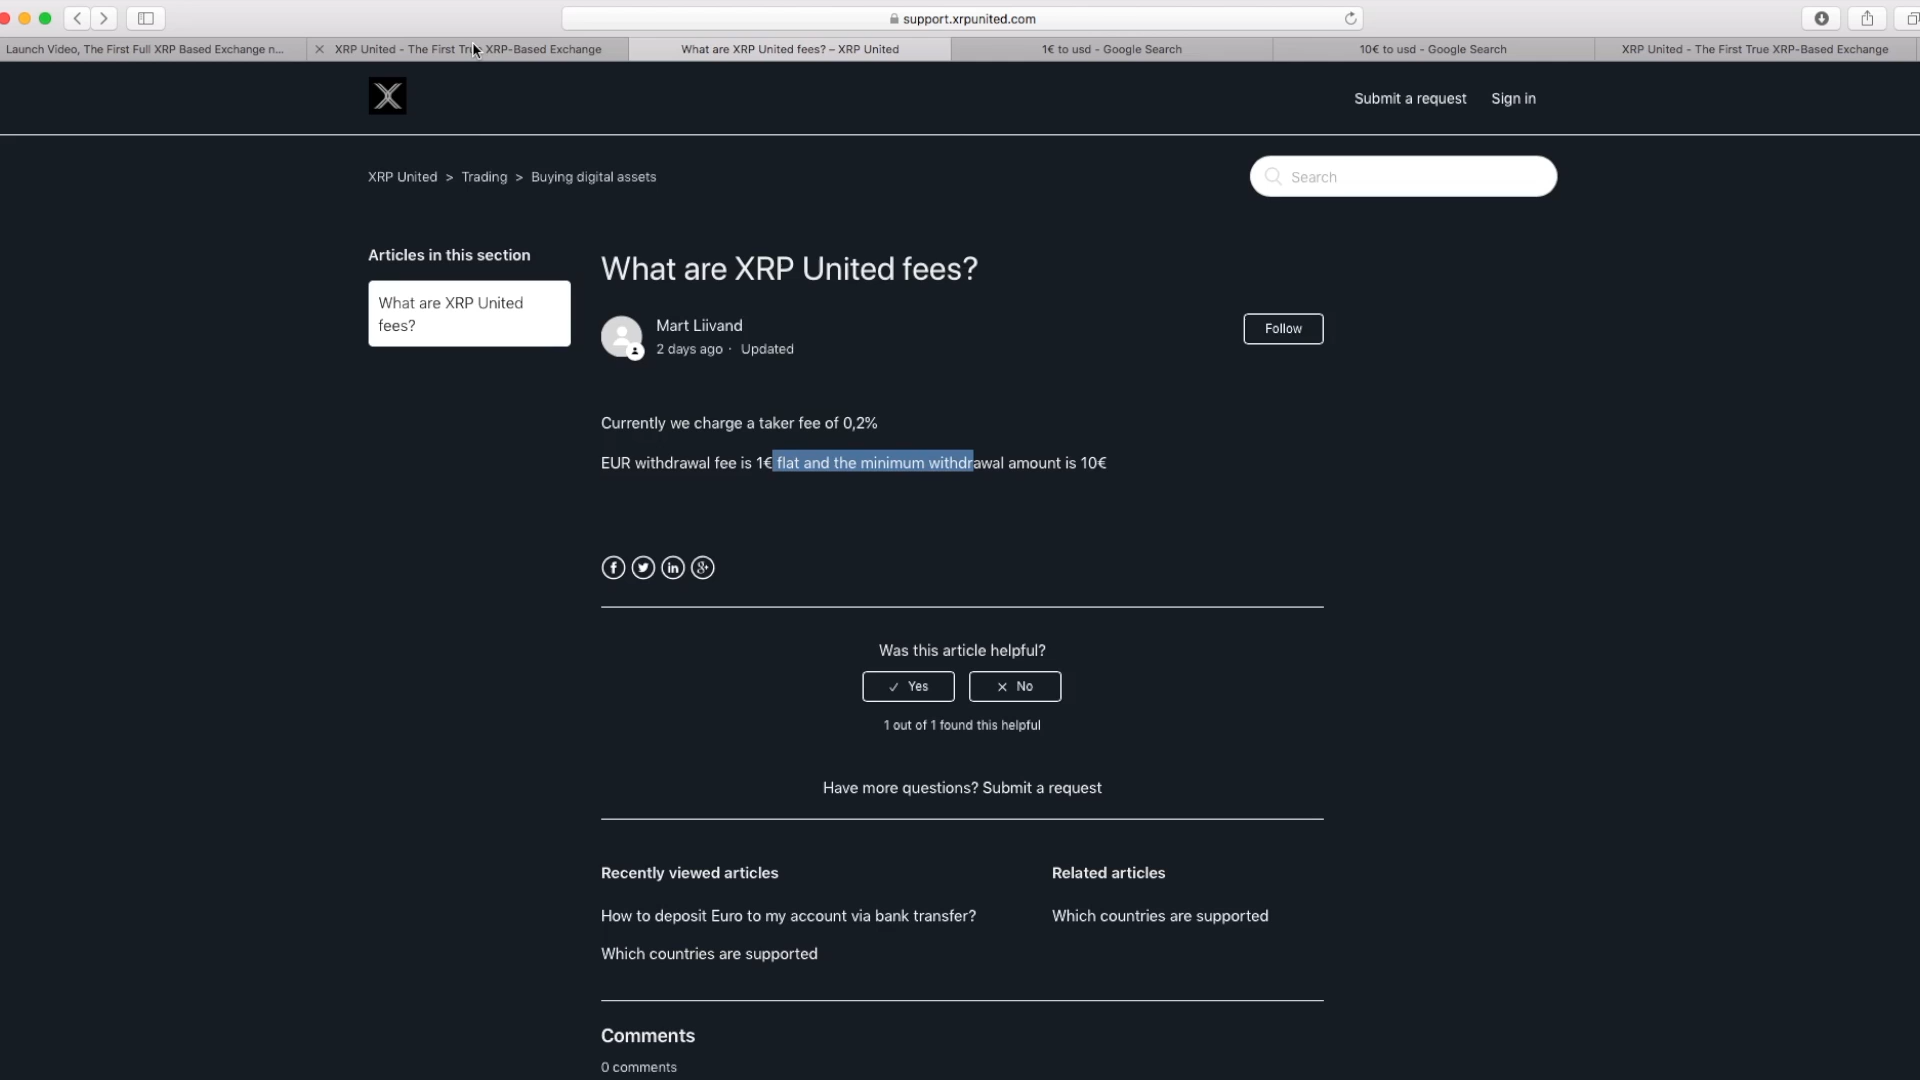 support.xrpunited.com
Launch Video, The First Full XRP Based Exchange n...
XRP United - The First True XRP-Based Exchange
What are XRP United fees? – XRP United
1€ to usd - Google Search
10€ to usd - Google Search
XRP United - The First True XRP-Based Exchange
Submit a request
Sign in
XRP United > Trading > Buying digital assets
Search
Articles in this section
What are XRP United
fees?
What are XRP United fees?
Mart Liivand
2 days ago · Updated
Follow
Currently we charge a taker fee of 0,2%
EUR withdrawal fee is 1€ flat and the minimum withdrawal amount is 10€
Was this article helpful?
Yes
No
1 out of 1 found this helpful
Have more questions? Submit a request
Recently viewed articles
How to deposit Euro to my account via bank transfer?
Which countries are supported
Related articles
Which countries are supported
Comments
0 comments